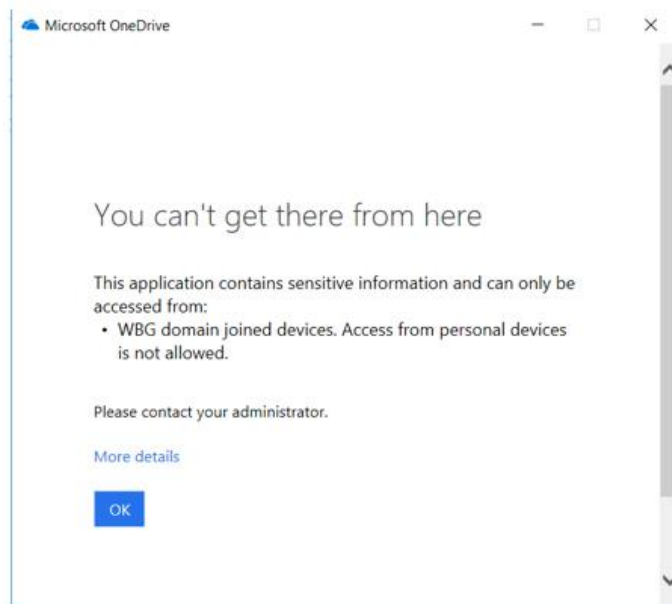 Microsoft OneDrive
You can't get there from here
This application contains sensitive information and can only be
accessed from:
• WBG domain joined devices. Access from personal devices
is not allowed.
Please contact your administrator.
More details
OK